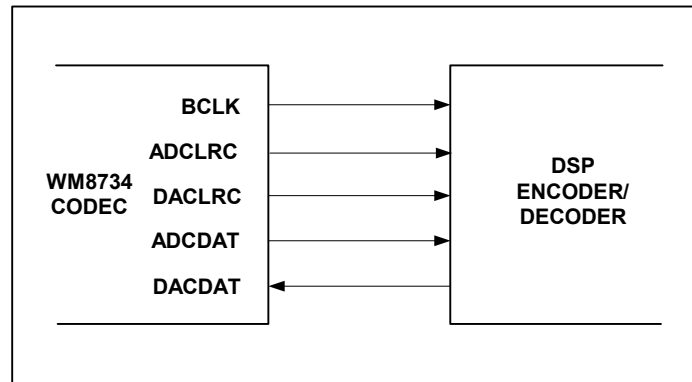 BCLK
ADCLRC
WM8734
CODEC
DACLRC
ADCDAT
DACDAT
DSP
ENCODER/
DECODER